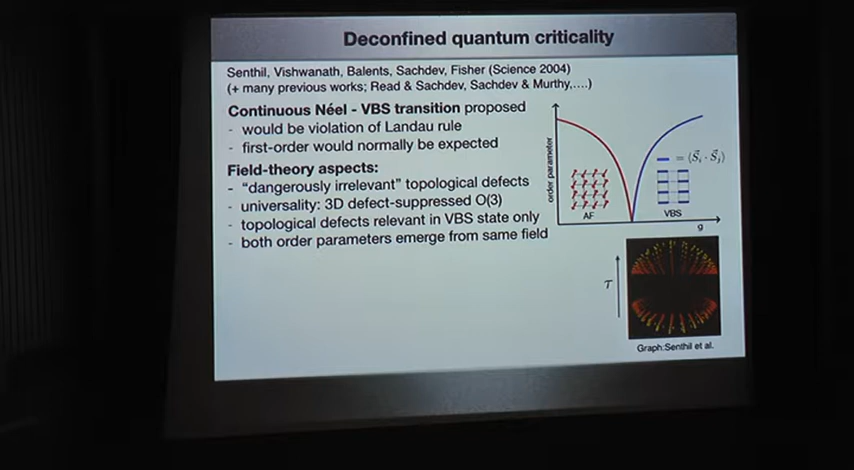 Deconfined quantum criticality
Senthil, Vishwanath, Balents, Sachdev, Fisher (Science 2004)
(+ many previous works; Read & Sachdev, Sachdev & Murthy,....)
Continuous Néel - VBS transition proposed
- would be violation of Landau rule
- first-order would normally be expected
Field-theory aspects:
- “dangerously irrelevant” topological defects
- universality: 3D defect-suppressed O(3)
- topological defects relevant in VBS state only
- both order parameters emerge from same field
order parameter
= ⟨S⃗i · S⃗j⟩
AF
VBS
g
τ
Graph:Senthil et al.